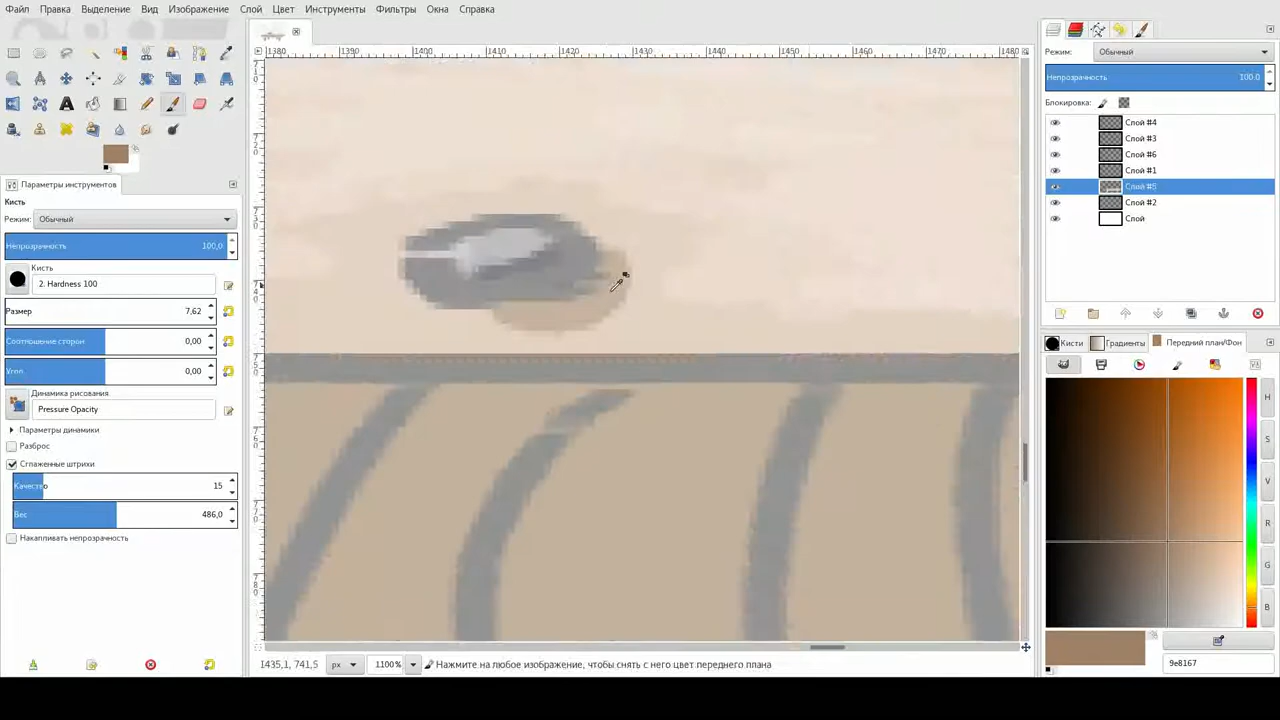 Файл Правка Выделение Вид Изображение Слой Цвет Инструменты Фильтры Окна Справка
1380 1390 1400 1410 1420 1430 1440 1450 1460 1470 1480
Режим: Обычный
Непрозрачность 100,0
Блокировка:
Слой #4
Слой #3
Слой #6
Слой #1
Слой #5
Слой #2
Слой
Параметры инструментов
Кисть
Режим: Обычный
Непрозрачность 100,0
Кисть
2. Hardness 100
Размер 7,62
Соотношение сторон 0,00
Угол 0,00
Динамика рисования
Pressure Opacity
Параметры динамики
Разброс
Сглаженные штрихи
Качество 15
Вес 486,0
Накапливать непрозрачность
Кисти Градиенты Передний план/Фон
H
S
V
R
G
B
9e8167
1435,1, 741,5 px 1100% Нажмите на любое изображение, чтобы снять с него цвет переднего плана